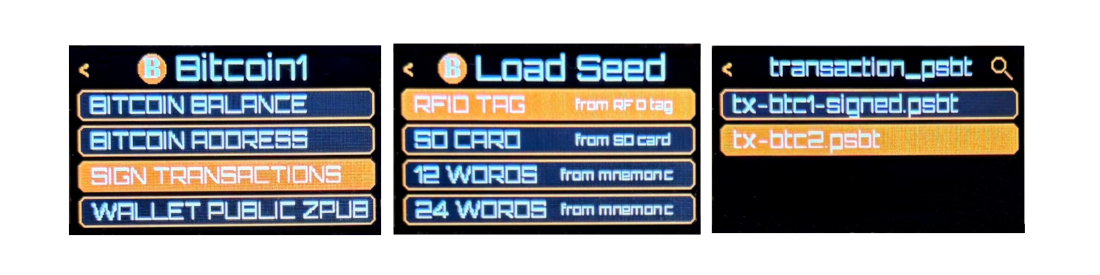 < Bitcoin1
BITCOIN BALANCE
BITCOIN ADDRESS
SIGN TRANSACTIONS
WALLET PUBLIC ZPUB
< Load Seed
RFID TAG from RFID tag
SD CARD from SD card
12 WORDS from mnemonic
24 WORDS from mnemonic
< transaction_psbt
tx-btc1-signed.psbt
tx-btc2.psbt